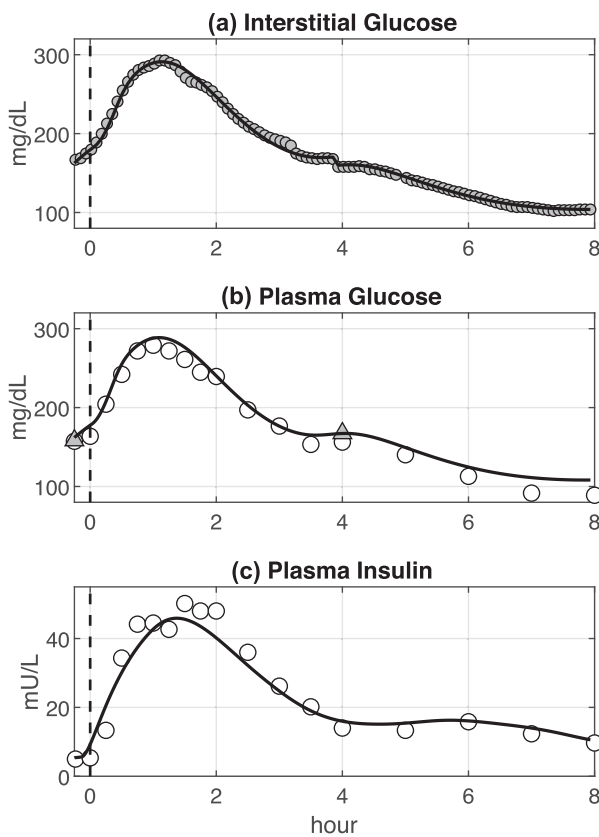 (a) Interstitial Glucose
300
200
100
mg/dL
0 2 4 6 8
(b) Plasma Glucose
300
200
100
mg/dL
0 2 4 6 8
(c) Plasma Insulin
40
20
0
mU/L
0 2 4 6 8
hour